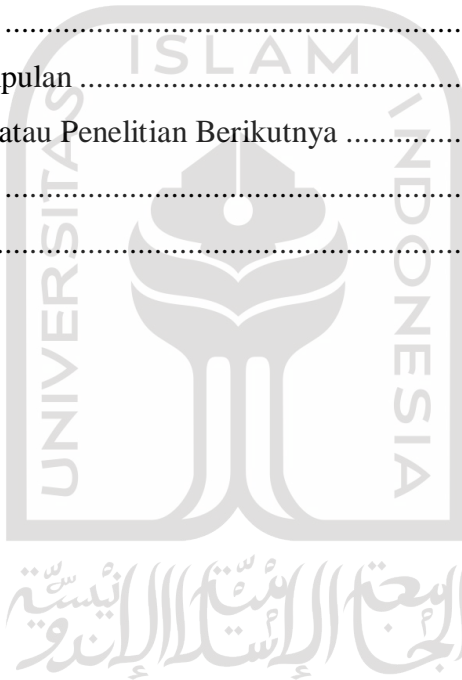 ..........................................................................
ISLAM
pulan ..............................................................
atau Penelitian Berikutnya ................
..........................................................................
..........................................................................
UNIVERSITAS
INDONESIA